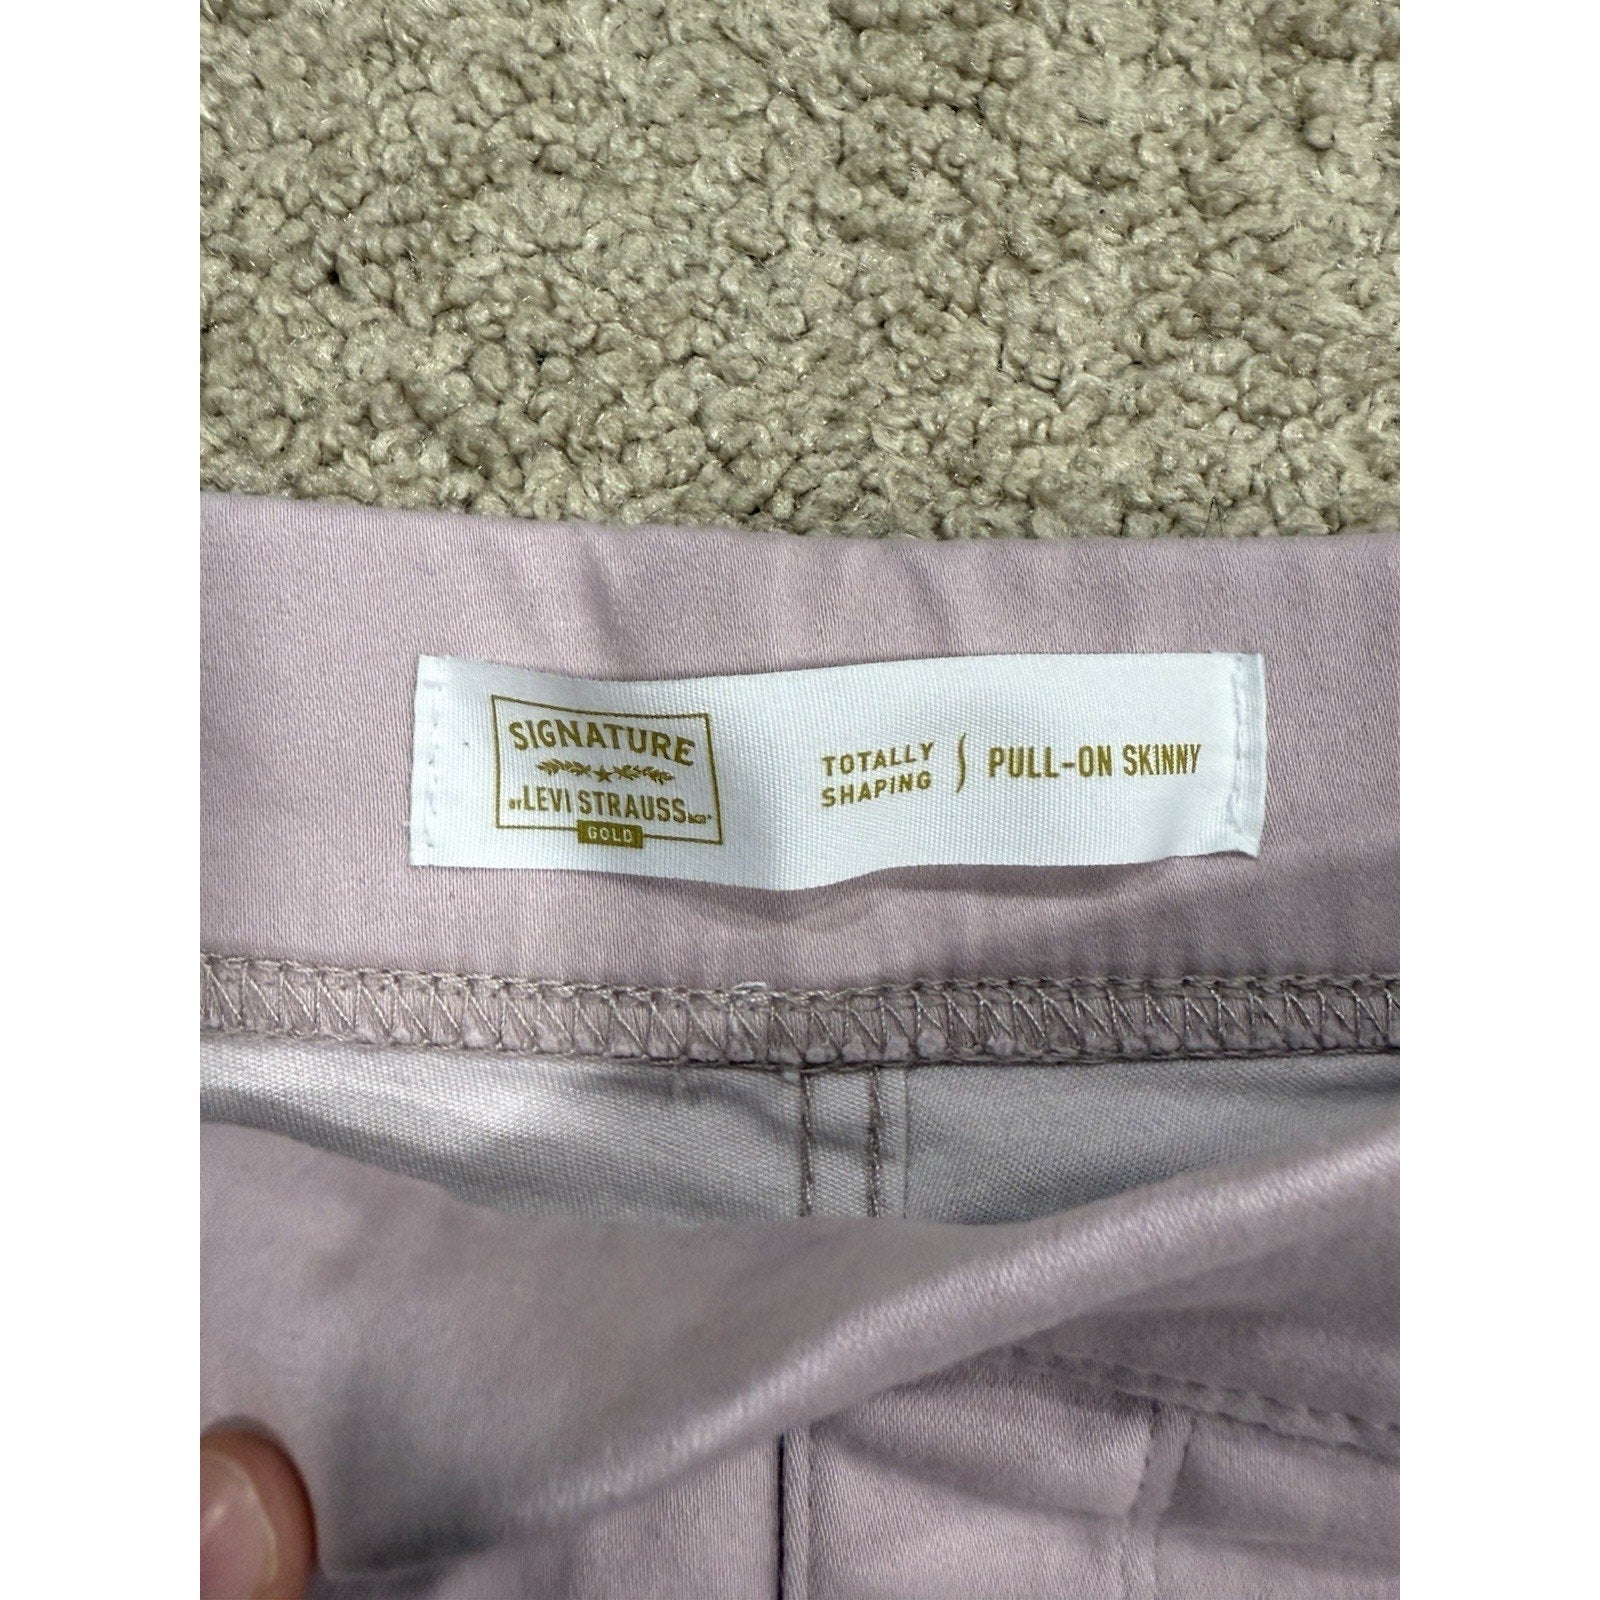 SIGNATURE
BY LEVI STRAUSS & CO®
GOLD
TOTALLY
SHAPING
PULL-ON SKINNY